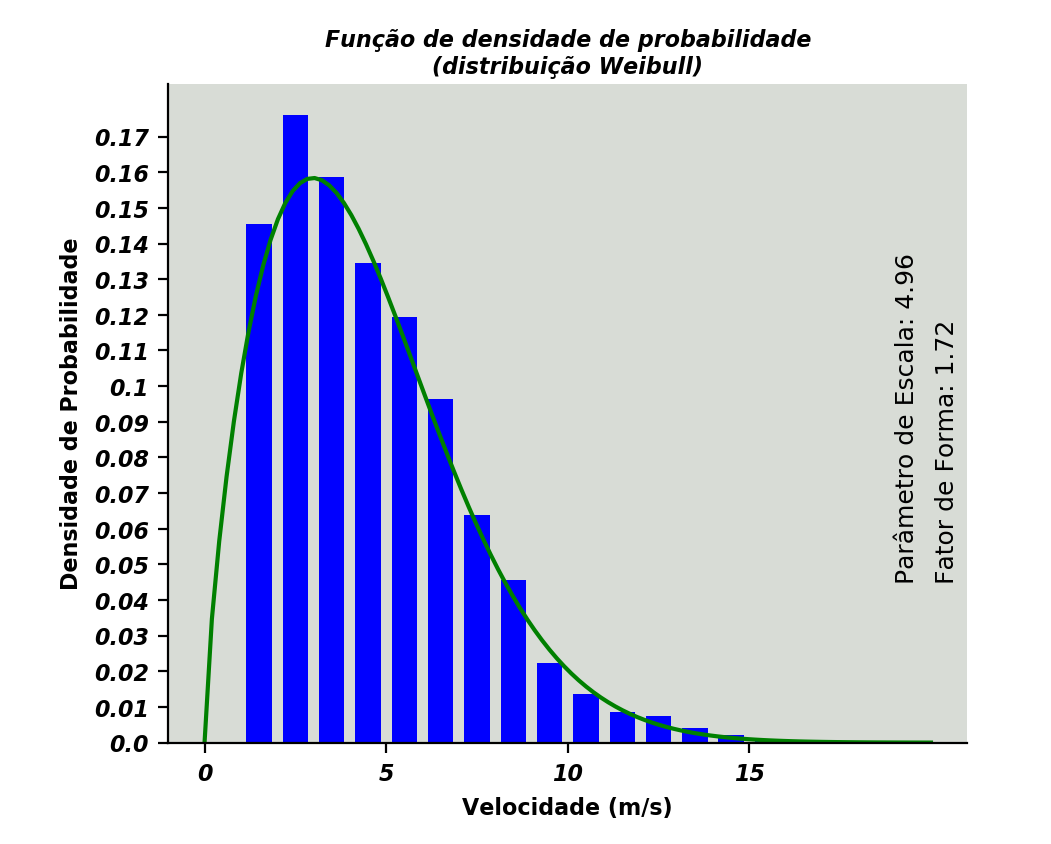 Função de densidade de probabilidade
(distribuição Weibull)
Densidade de Probabilidade
0.17
0.16
0.15
0.14
0.13
0.12
0.11
0.1
0.09
0.08
0.07
0.06
0.05
0.04
0.03
0.02
0.01
0.0
Parâmetro de Escala: 4.96
Fator de Forma: 1.72
0 5 10 15
Velocidade (m/s)